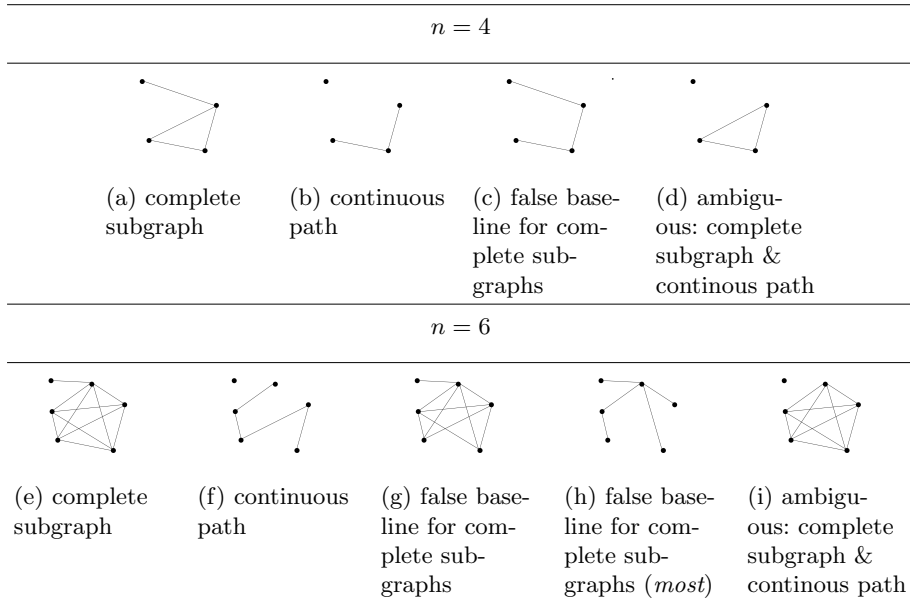 n = 4
(a) complete
subgraph
(b) continuous
path
(c) false base-
line for com-
plete sub-
graphs
(d) ambigu-
ous: complete
subgraph &
continous path
n = 6
(e) complete
subgraph
(f) continuous
path
(g) false base-
line for com-
plete sub-
graphs
(h) false base-
line for com-
plete sub-
graphs (most)
(i) ambigu-
ous: complete
subgraph &
continous path